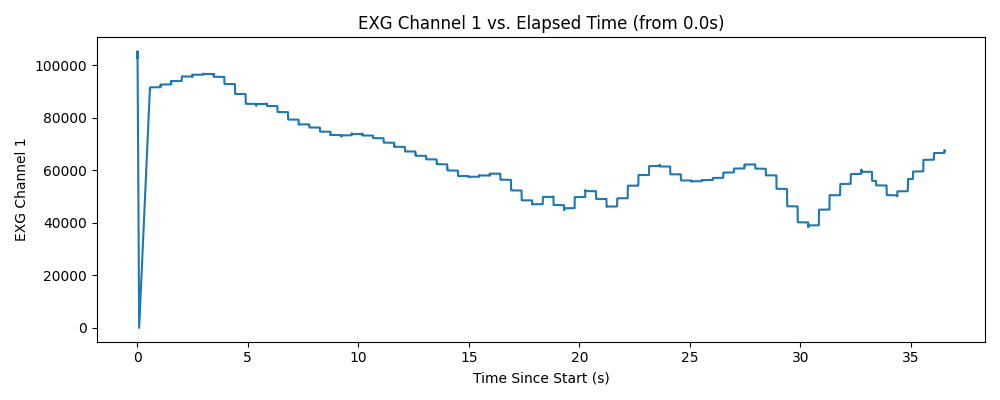 EXG Channel 1 vs. Elapsed Time (from 0.0s)
100000
80000
60000
40000
20000
0
EXG Channel 1
0 5 10 15 20 25 30 35
Time Since Start (s)